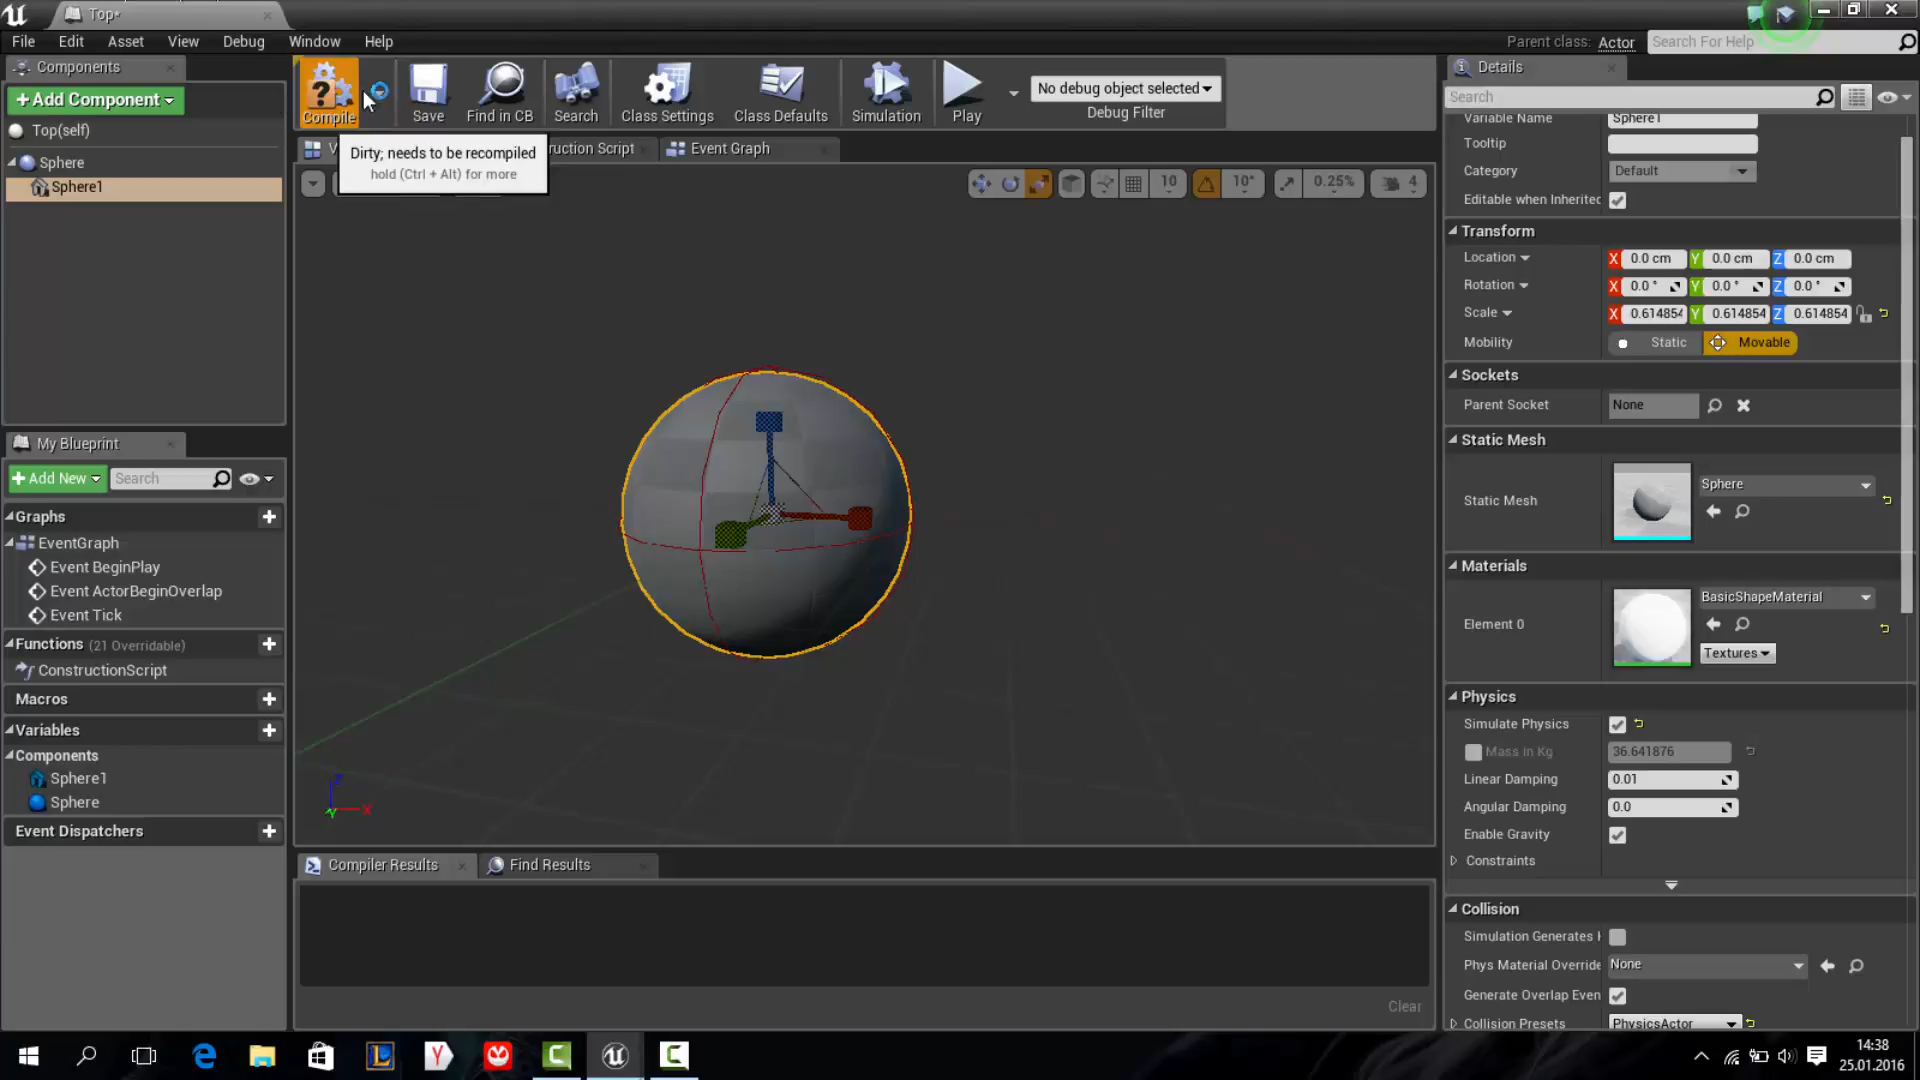 Top*
File Edit Asset View Debug Window Help
Parent class: Actor
Search For Help
Components
+ Add Component
Top(self)
Sphere
Sphere1
Compile
Save
Find in CB
Search
Class Settings
Class Defaults
Simulation
Play
No debug object selected
Debug Filter
Dirty; needs to be recompiled
hold (Ctrl + Alt) for more
V
ruction Script
Event Graph
10
10°
0.25%
4
My Blueprint
+ Add New
Search
Graphs
EventGraph
Event BeginPlay
Event ActorBeginOverlap
Event Tick
Functions (21 Overridable)
ConstructionScript
Macros
Variables
Components
Sphere1
Sphere
Event Dispatchers
Z
X
Y
Compiler Results
Find Results
Clear
Details
Search
Variable Name Sphere1
Tooltip
Category Default
Editable when Inherited
Transform
Location X 0.0 cm Y 0.0 cm Z 0.0 cm
Rotation X 0.0 ° Y 0.0 ° Z 0.0 °
Scale X 0.614854 Y 0.614854 Z 0.614854
Mobility Static Movable
Sockets
Parent Socket None
Static Mesh
Static Mesh Sphere
Materials
Element 0 BasicShapeMaterial
Textures
Physics
Simulate Physics
Mass in Kg 36.641876
Linear Damping 0.01
Angular Damping 0.0
Enable Gravity
Constraints
Collision
Simulation Generates H
Phys Material Override None
Generate Overlap Even
Collision Presets PhysicsActor
14:38
25.01.2016